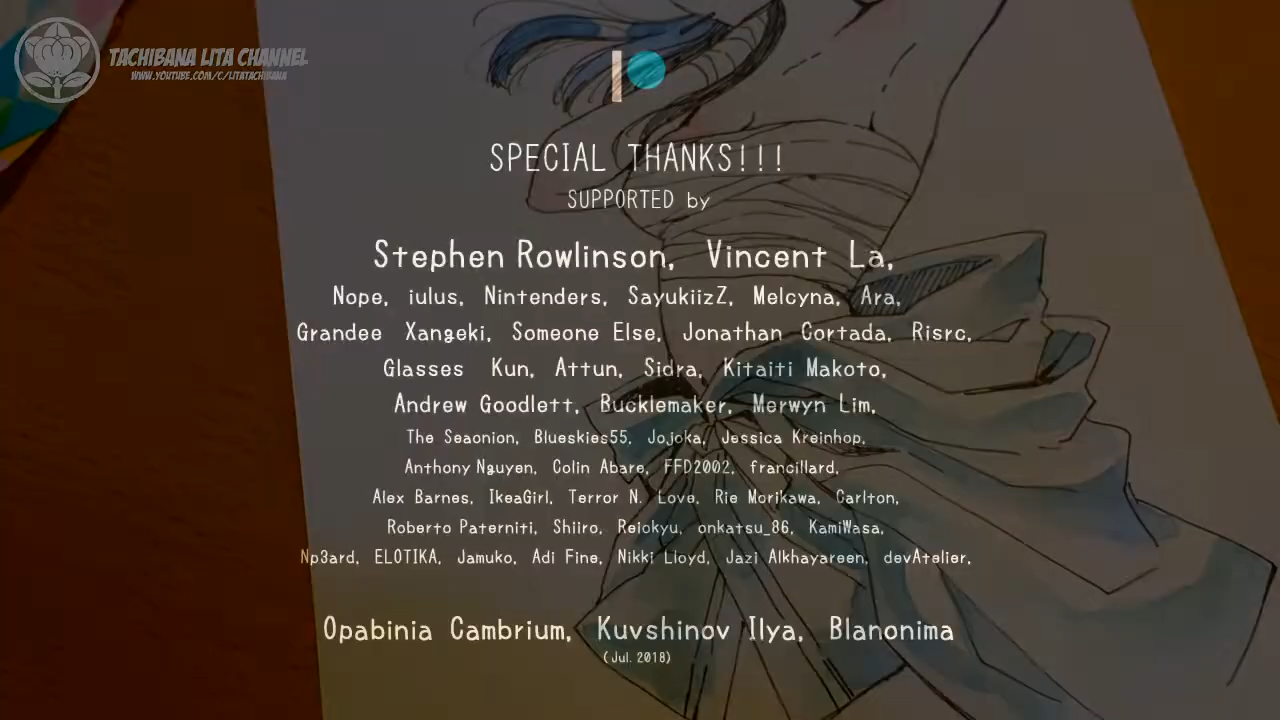 TACHIBANA LITA CHANNEL
WWW.YOUTUBE.COM/C/LITATACHIBANA
SPECIAL THANKS!!!
SUPPORTED by
Stephen Rowlinson, Vincent La,
Nope, iulus, Nintenders, SayukiizZ, Melcyna, Ara,
Grandee Xangeki, Someone Else, Jonathan Cortada, Risrc,
Glasses Kun, Attun, Sidra, Kitaiti Makoto,
Andrew Goodlett, Bucklemaker, Merwyn Lim,
The Seaonion, Blueskies55, Jojoka, Jessica Kreinhop,
Anthony Nguyen, Colin Abare, FFD2002, francillard,
Alex Barnes, IkeaGirl, Terror N. Love, Rie Morikawa, Carlton,
Roberto Paterniti, Shiiro, Reiokyu, onkatsu_86, KamiWasa,
Np3ard, ELOTIKA, Jamuko, Adi Fine, Nikki Lloyd, Jazi Alkhayareen, devAtelier,
Opabinia Cambrium, Kuvshinov Ilya, Blanonima
(Jul. 2018)